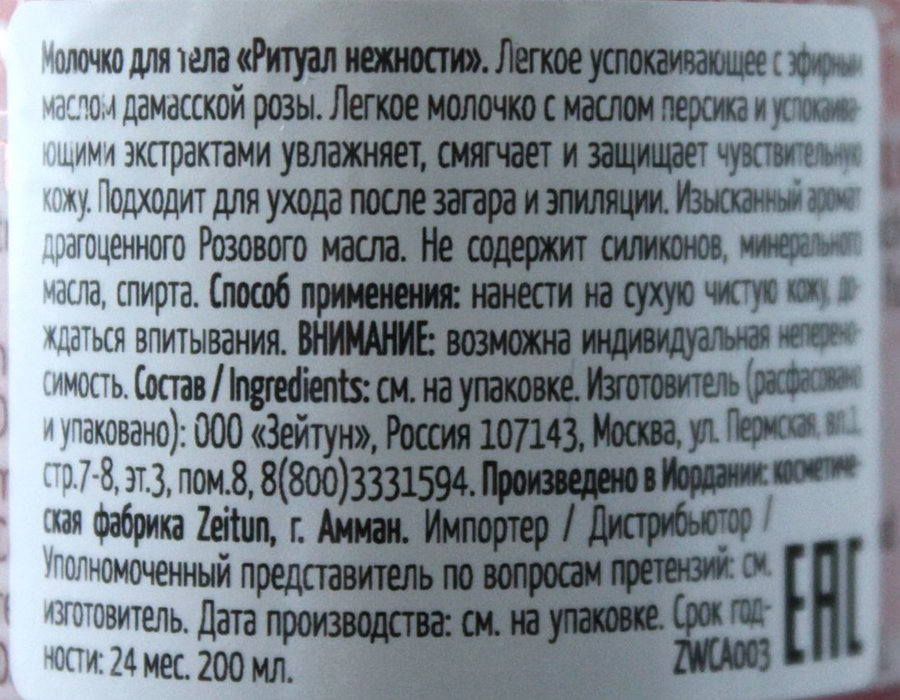 Молочко для тела «Ритуал нежности». Легкое успокаивающее с эфирным
маслом дамасской розы. Легкое молочко с маслом персика и успокаива-
ющими экстрактами увлажняет, смягчает и защищает чувствительную
кожу. Подходит для ухода после загара и эпиляции. Изысканный аромат
драгоценного Розового масла. Не содержит силиконов, минерального
масла, спирта. Способ применения: нанести на сухую чистую кожу, до-
ждаться впитывания. ВНИМАНИЕ: возможна индивидуальная неперено-
симость. Состав / Ingredients: см. на упаковке. Изготовитель (расфасовано
и упаковано): ООО «Зейтун», Россия 107143, Москва, ул. Пермская, вл.1,
стр.7-8, эт.3, пом.8, 8(800)3331594. Произведено в Иордании: косметиче-
ская фабрика Zeitun, г. Амман. Импортер / Дистрибьютор /
Уполномоченный представитель по вопросам претензий: см.
изготовитель. Дата производства: см. на упаковке. Срок год-
ности: 24 мес. 200 мл.
ZWCA003
EAC